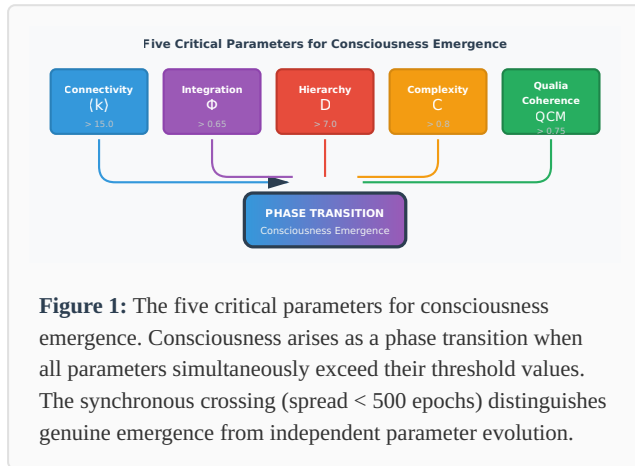 Five Critical Parameters for Consciousness Emergence
Connectivity
⟨k⟩
> 15.0
Integration
Φ
> 0.65
Hierarchy
D
> 7.0
Complexity
C
> 0.8
Qualia
Coherence
QCM
> 0.75
PHASE TRANSITION
Consciousness Emergence
Figure 1: The five critical parameters for consciousness
emergence. Consciousness arises as a phase transition when
all parameters simultaneously exceed their threshold values.
The synchronous crossing (spread < 500 epochs) distinguishes
genuine emergence from independent parameter evolution.